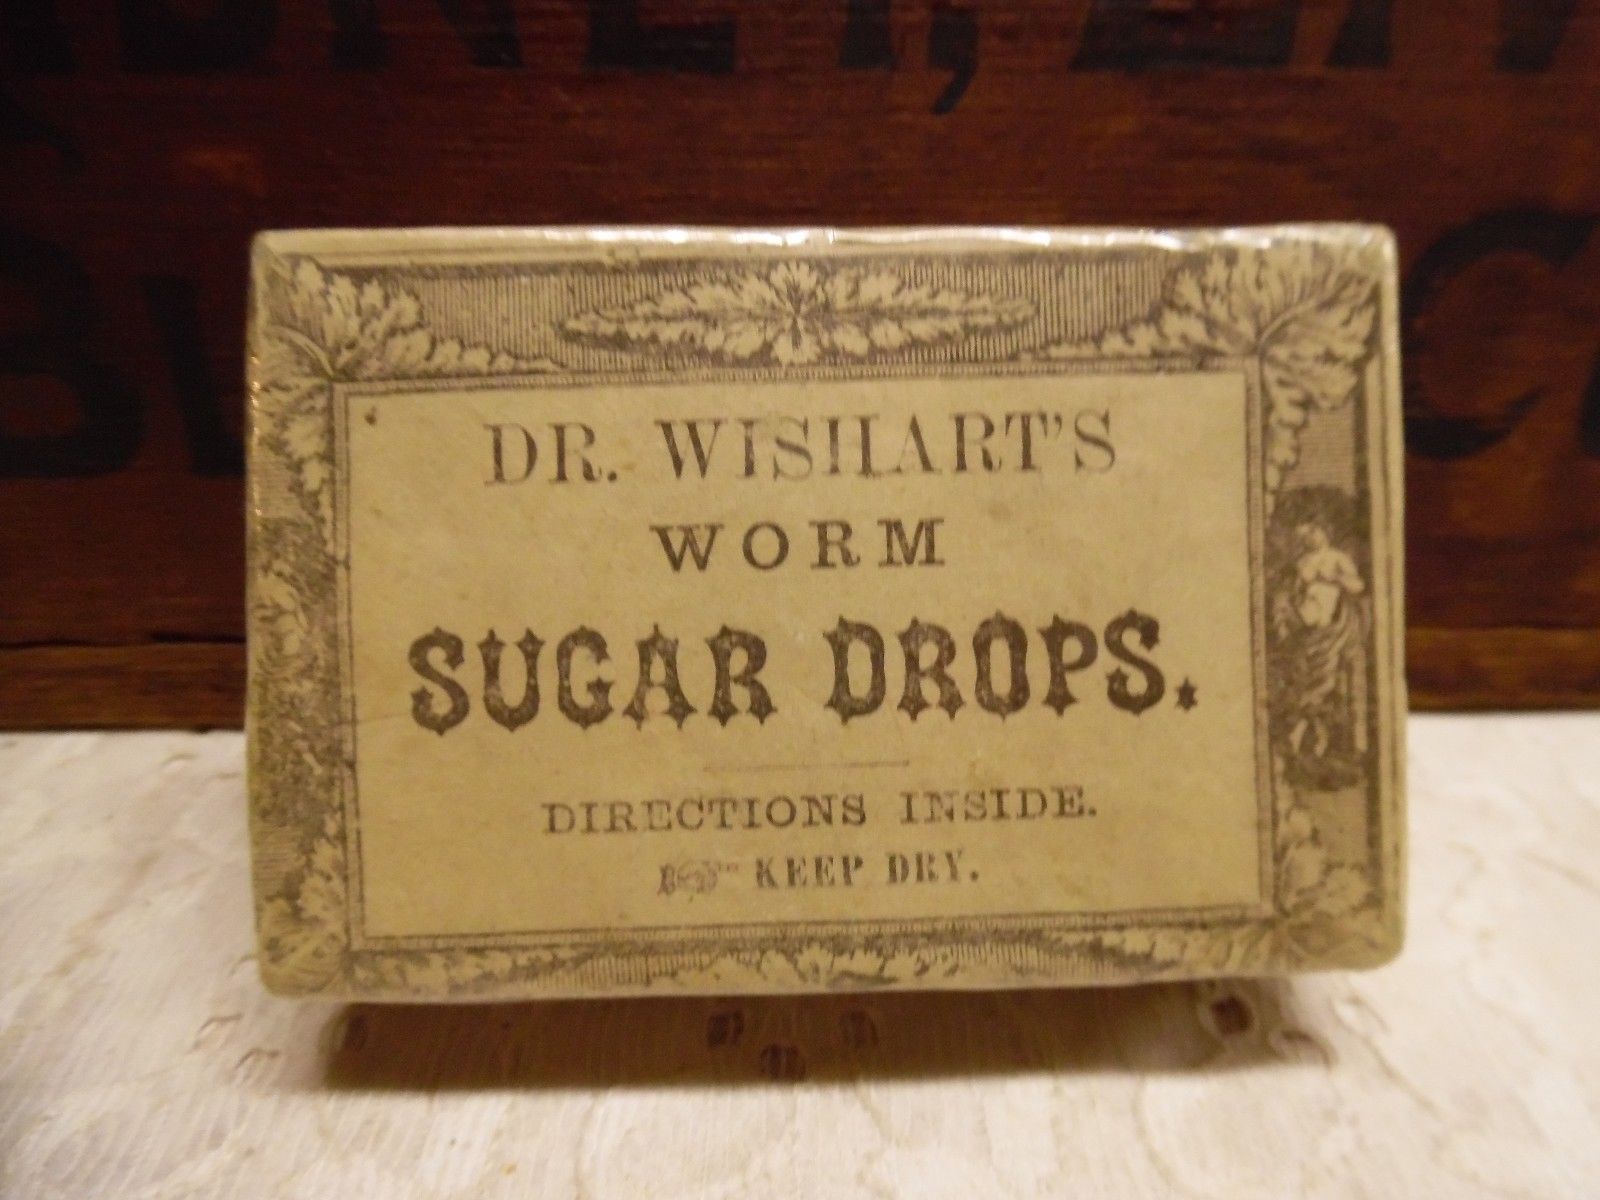 DR. WISHART'S
WORM
SUGAR DROPS.
DIRECTIONS INSIDE.
☞ KEEP DRY.